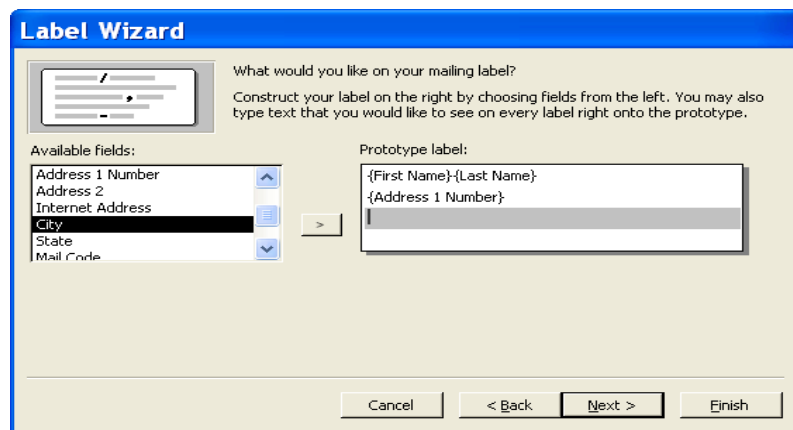 Label Wizard
What would you like on your mailing label?
Construct your label on the right by choosing fields from the left. You may also
type text that you would like to see on every label right onto the prototype.
Available fields:
Address 1 Number
Address 2
Internet Address
City
State
Mail Code
>
Prototype label:
{First Name}·{Last Name}
{Address 1 Number}
Cancel
< Back
Next >
Finish